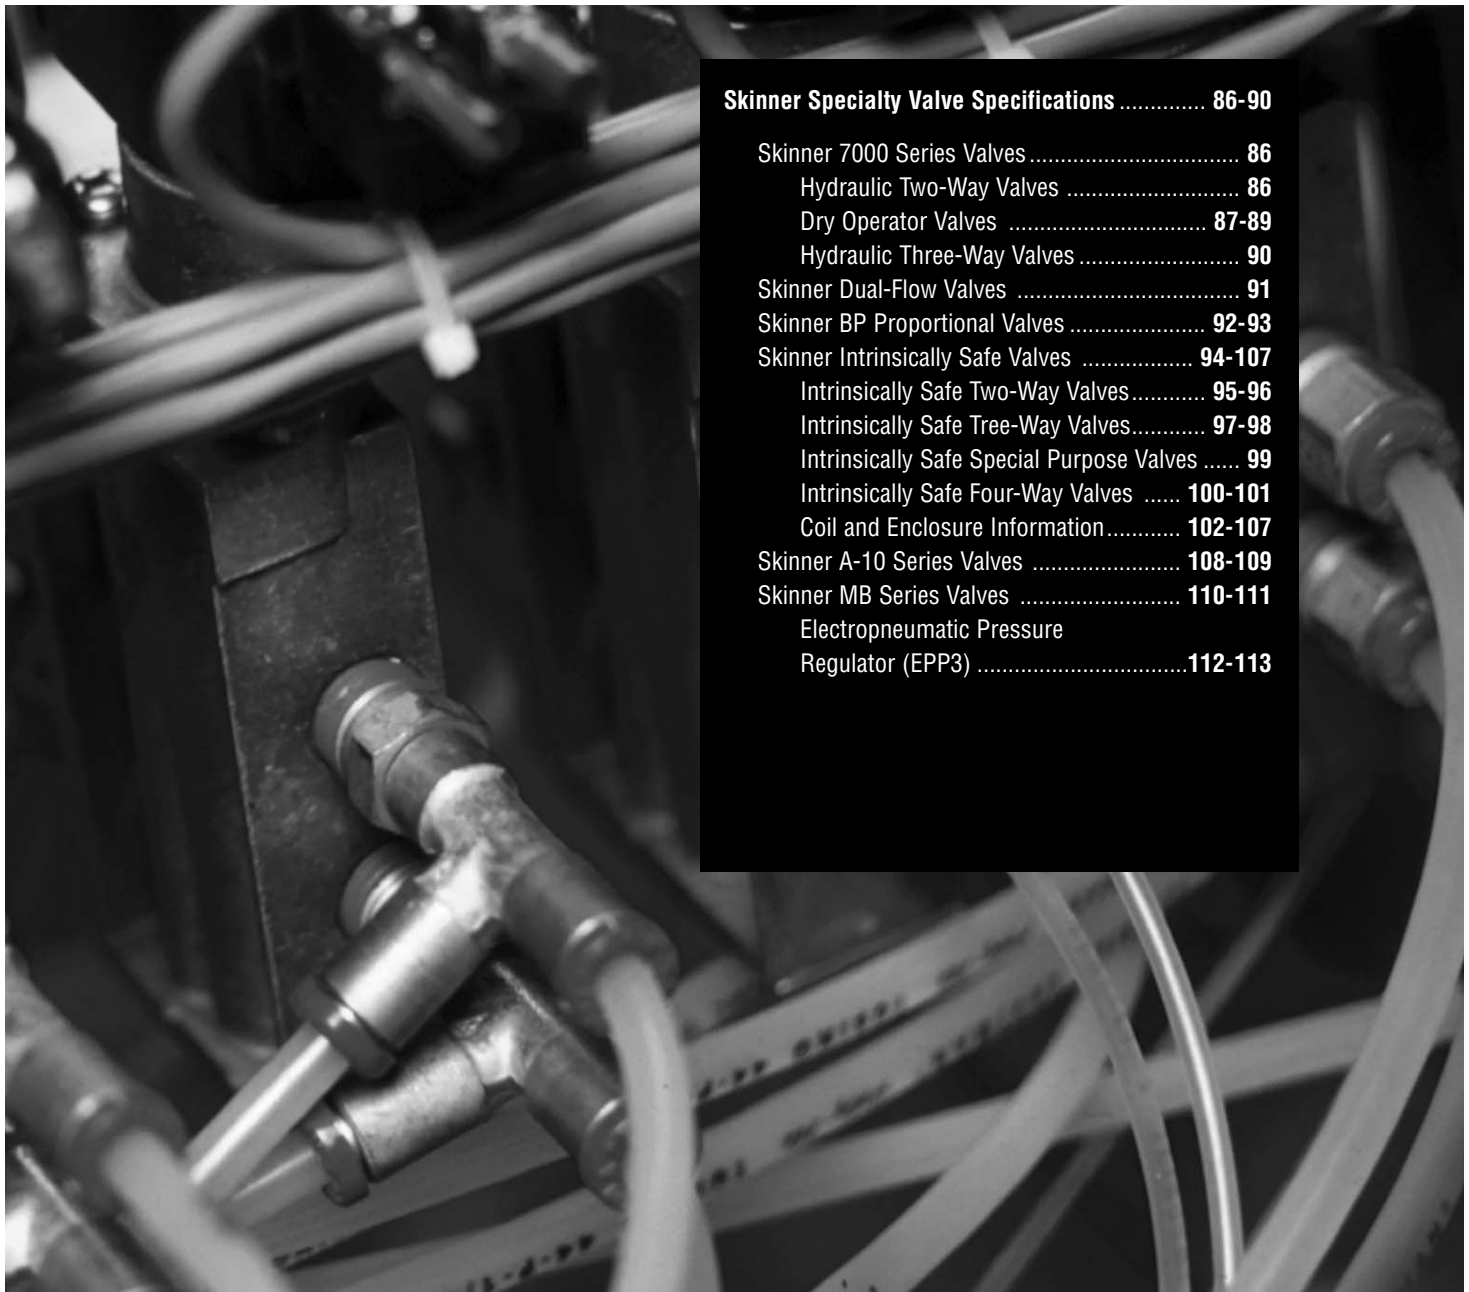 Skinner Specialty Valve Specifications .............. 86-90
Skinner 7000 Series Valves .................................. 86
Hydraulic Two-Way Valves ............................ 86
Dry Operator Valves ................................ 87-89
Hydraulic Three-Way Valves .......................... 90
Skinner Dual-Flow Valves .................................... 91
Skinner BP Proportional Valves ...................... 92-93
Skinner Intrinsically Safe Valves .................. 94-107
Intrinsically Safe Two-Way Valves ............ 95-96
Intrinsically Safe Tree-Way Valves ............ 97-98
Intrinsically Safe Special Purpose Valves ...... 99
Intrinsically Safe Four-Way Valves ...... 100-101
Coil and Enclosure Information ............ 102-107
Skinner A-10 Series Valves ........................ 108-109
Skinner MB Series Valves .......................... 110-111
Electropneumatic Pressure
Regulator (EPP3) ..................................112-113